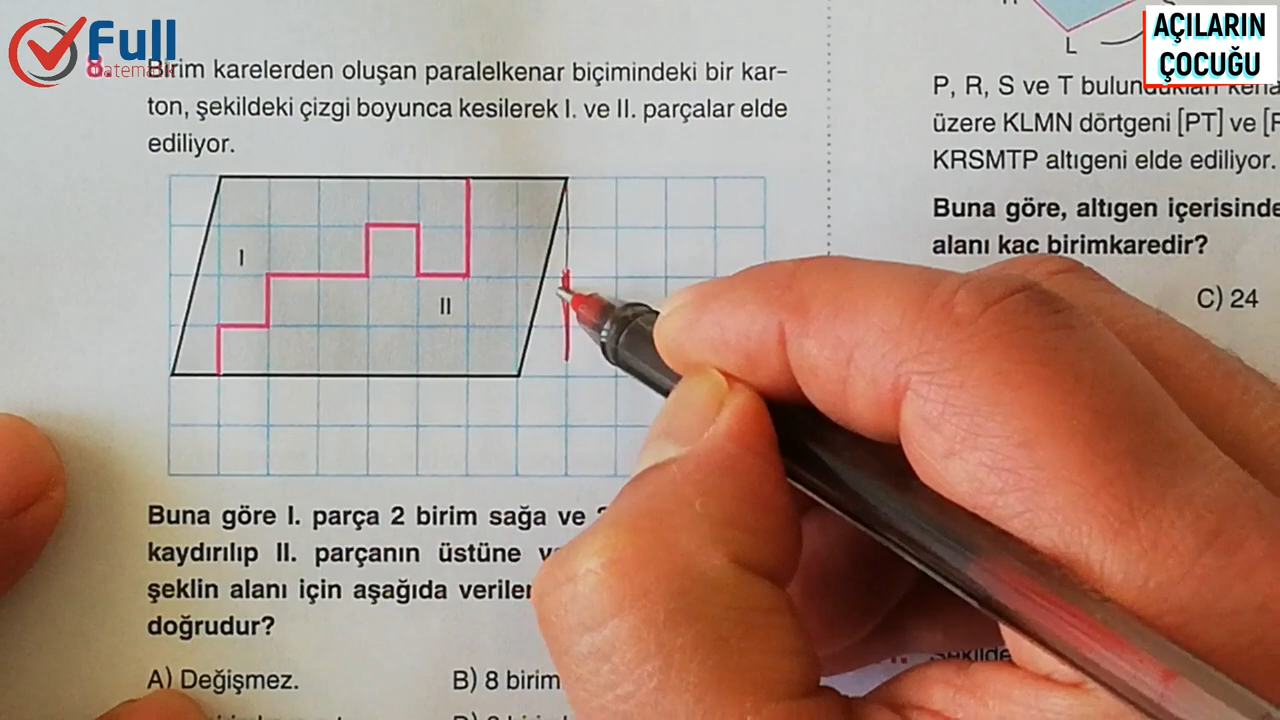 Full
Matematik
AÇILARIN
ÇOCUĞU
8. Birim karelerden oluşan paralelkenar biçimindeki bir kar-
ton, şekildeki çizgi boyunca kesilerek I. ve II. parçalar elde
ediliyor.
I
II
Buna göre I. parça 2 birim sağa ve
kaydırılıp II. parçanın üstüne
şeklin alanı için aşağıda
doğrudur?
A) Değişmez.
B) 8 birim
L
P, R, S ve T
üzere KLMN dörtgeni [PT] ve
KRSMTP altıgeni elde ediliyor.
Buna göre, altıgen
alanı kaç birimkaredir?
C) 24